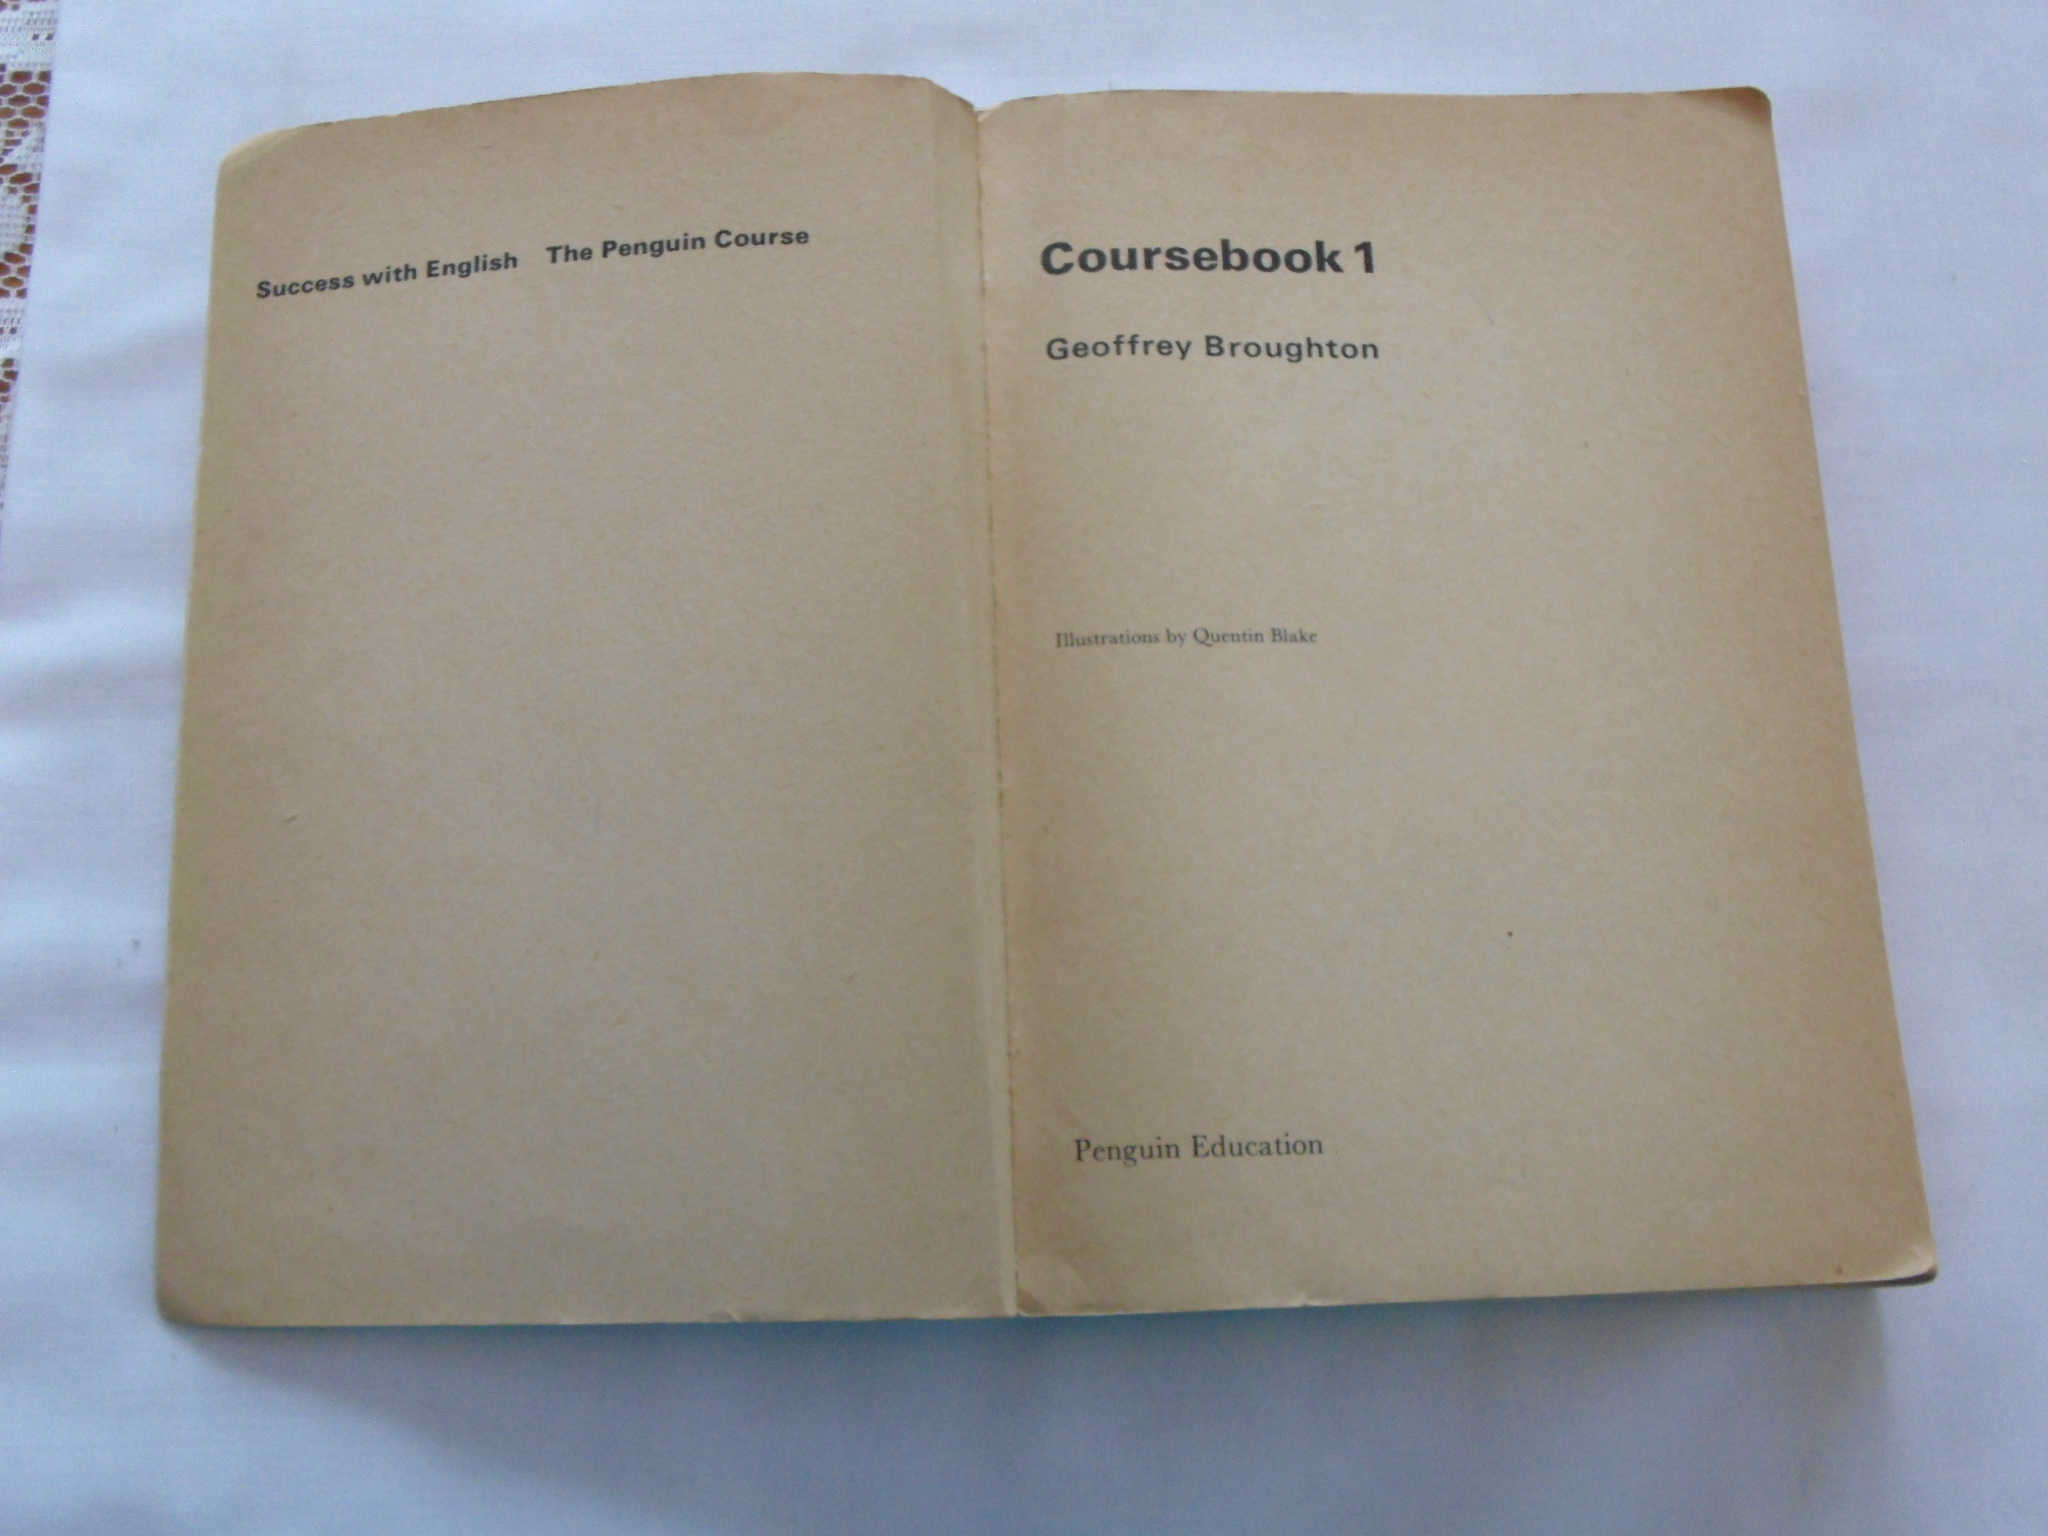 Success with English The Penguin Course
Coursebook 1
Geoffrey Broughton
Illustrations by Quentin Blake
Penguin Education